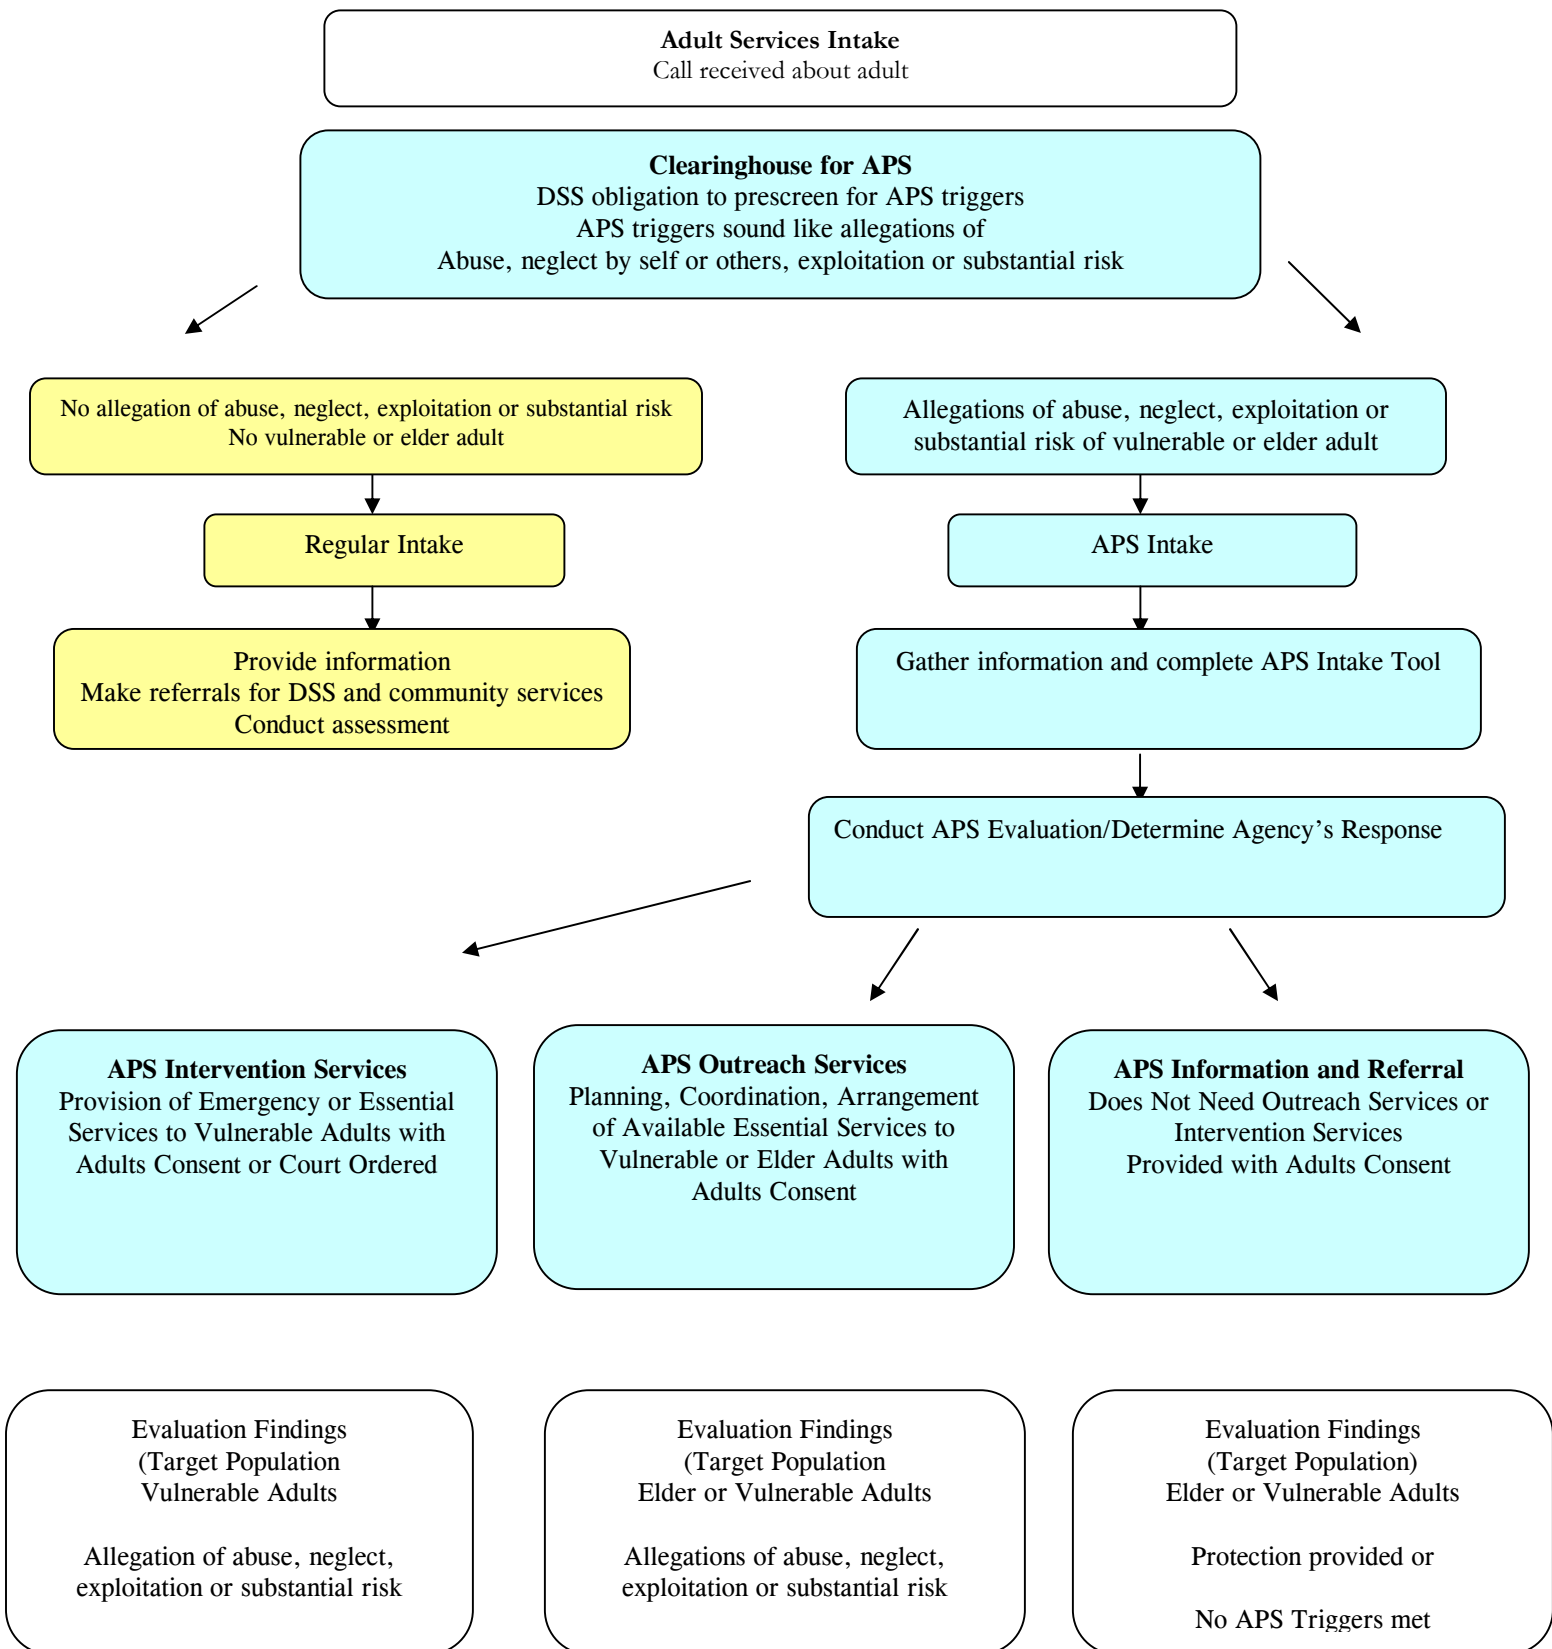 Adult Services Intake
Call received about adult
Clearinghouse for APS
DSS obligation to prescreen for APS triggers
APS triggers sound like allegations of
Abuse, neglect by self or others, exploitation or substantial risk
No allegation of abuse, neglect, exploitation or substantial risk
No vulnerable or elder adult
Allegations of abuse, neglect, exploitation or
substantial risk of vulnerable or elder adult
Regular Intake
APS Intake
Provide information
Make referrals for DSS and community services
Conduct assessment
Gather information and complete APS Intake Tool
Conduct APS Evaluation/Determine Agency’s Response
APS Intervention Services
Provision of Emergency or Essential
Services to Vulnerable Adults with
Adults Consent or Court Ordered
APS Outreach Services
Planning, Coordination, Arrangement
of Available Essential Services to
Vulnerable or Elder Adults with
Adults Consent
APS Information and Referral
Does Not Need Outreach Services or
Intervention Services
Provided with Adults Consent
Evaluation Findings
(Target Population
Vulnerable Adults
Allegation of abuse, neglect,
exploitation or substantial risk
Evaluation Findings
(Target Population
Elder or Vulnerable Adults
Allegations of abuse, neglect,
exploitation or substantial risk
Evaluation Findings
(Target Population)
Elder or Vulnerable Adults
Protection provided or
No APS Triggers met